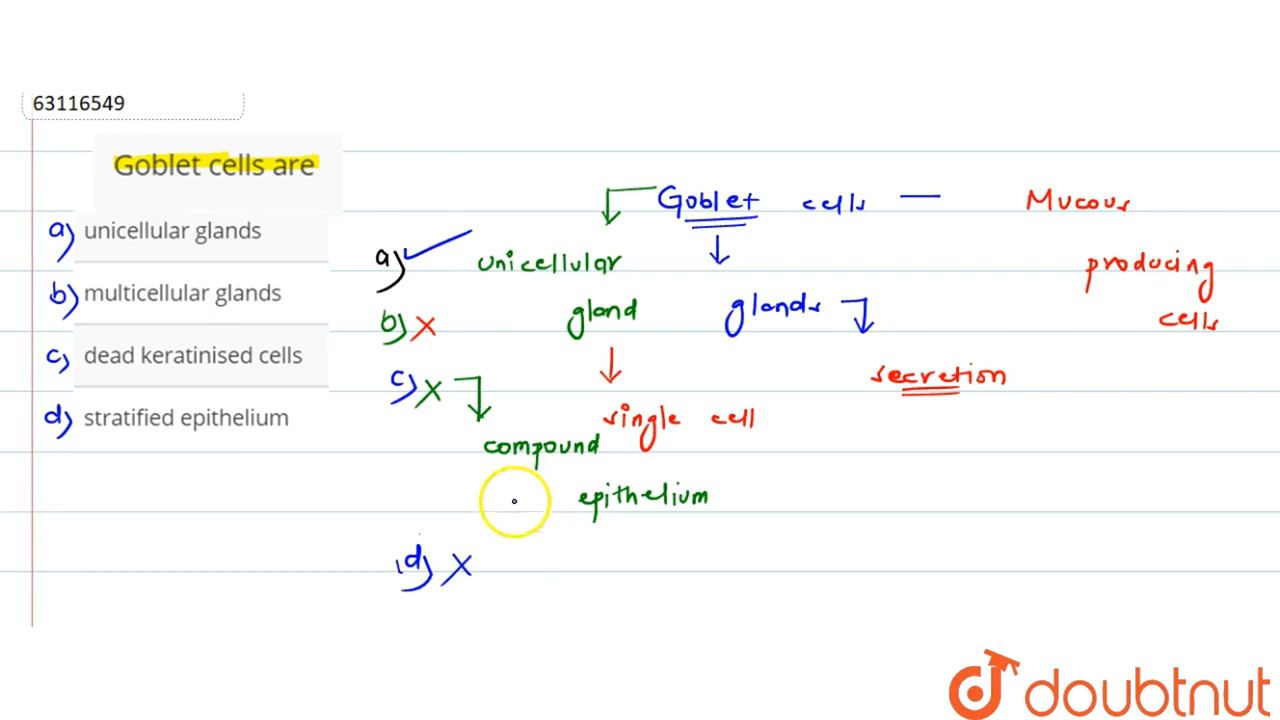 63116549
Goblet cells are
a) unicellular glands
b) multicellular glands
c) dead keratinised cells
d) stratified epithelium
Goblet cells — Mucous
producing
cells
a) unicellular
gland
glands
secretion
b) X
single cell
c) X
compound
epithelium
d) X
doubtnut